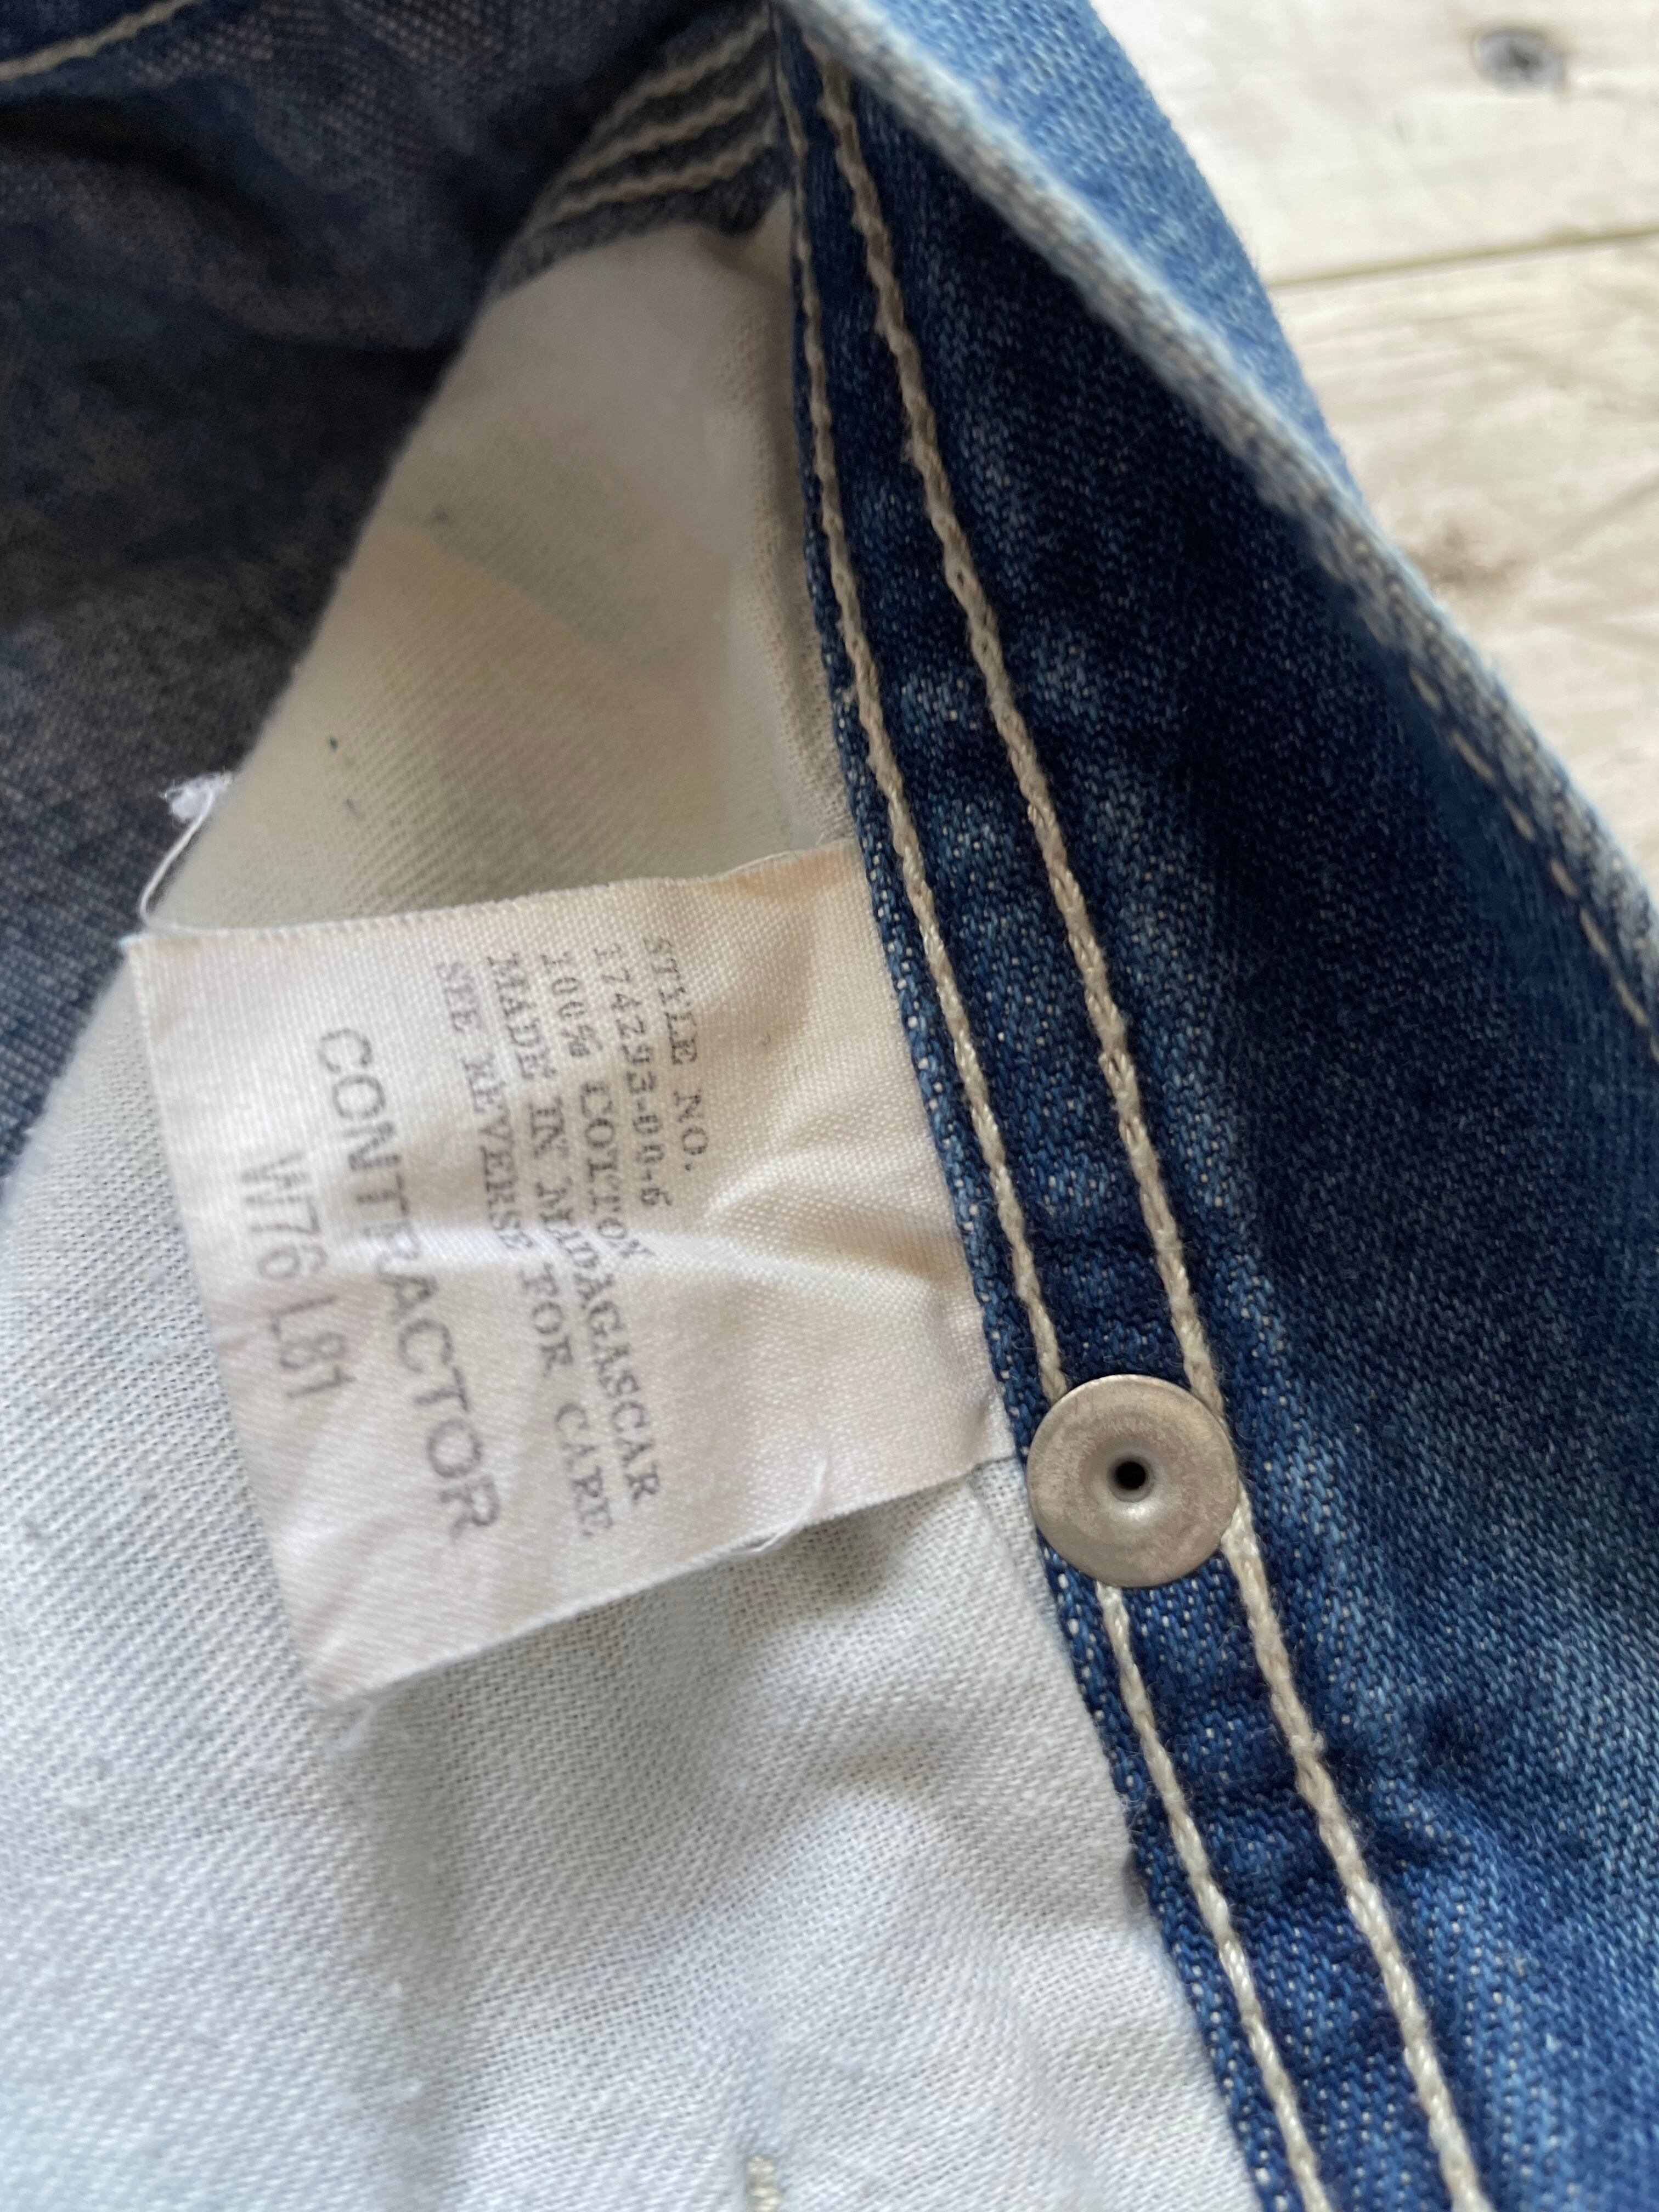 STYLE NO.
174293-00-6
100% COTTON
MADE IN MADAGASCAR
SEE REVERSE FOR CARE
CONTRACTOR
W76 L81